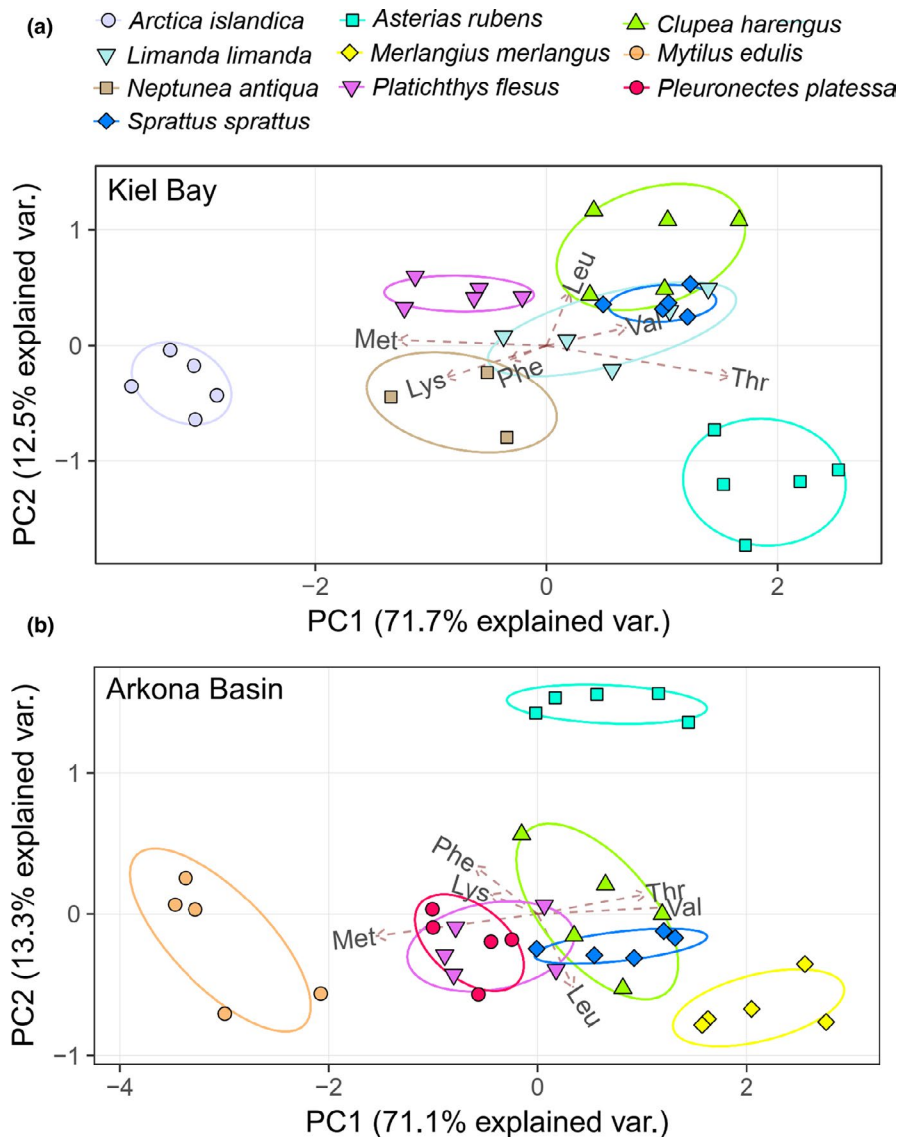 (a)
Arctica islandica Asterias rubens Clupea harengus
Limanda limanda Merlangius merlangus Mytilus edulis
Neptunea antiqua Platichthys flesus Pleuronectes platessa
Sprattus sprattus
Kiel Bay
PC2 (12.5% explained var.)
1
0
−1
Leu
Val
Met
Phe
Lys
Thr
−2 0 2
PC1 (71.7% explained var.)
(b)
Arkona Basin
PC2 (13.3% explained var.)
1
0
−1
Phe
Lys
Thr
Val
Met
Leu
−4 −2 0 2
PC1 (71.1% explained var.)